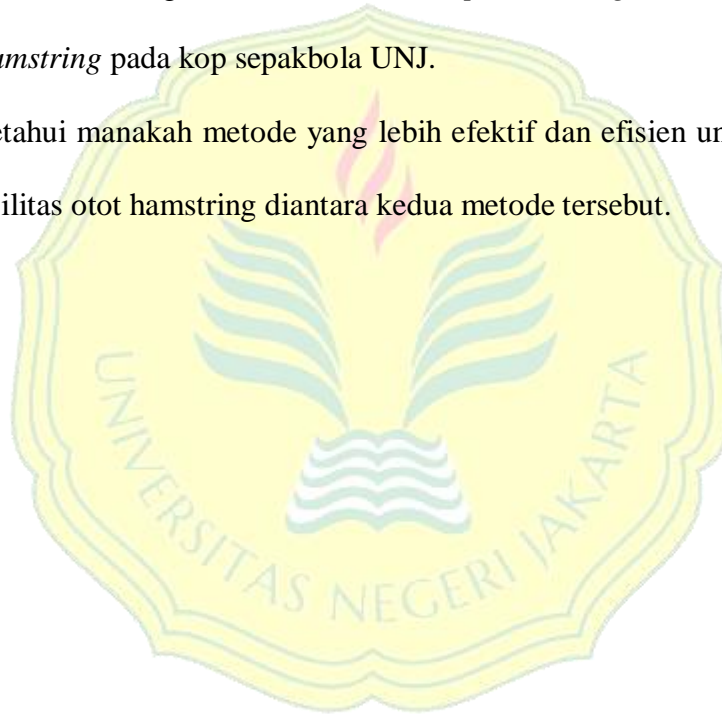 amstring pada kop sepakbola UNJ.
etahui manakah metode yang lebih efektif dan efisien un
ilitas otot hamstring diantara kedua metode tersebut.
UNIVERSITAS NEGERI JAKARTA